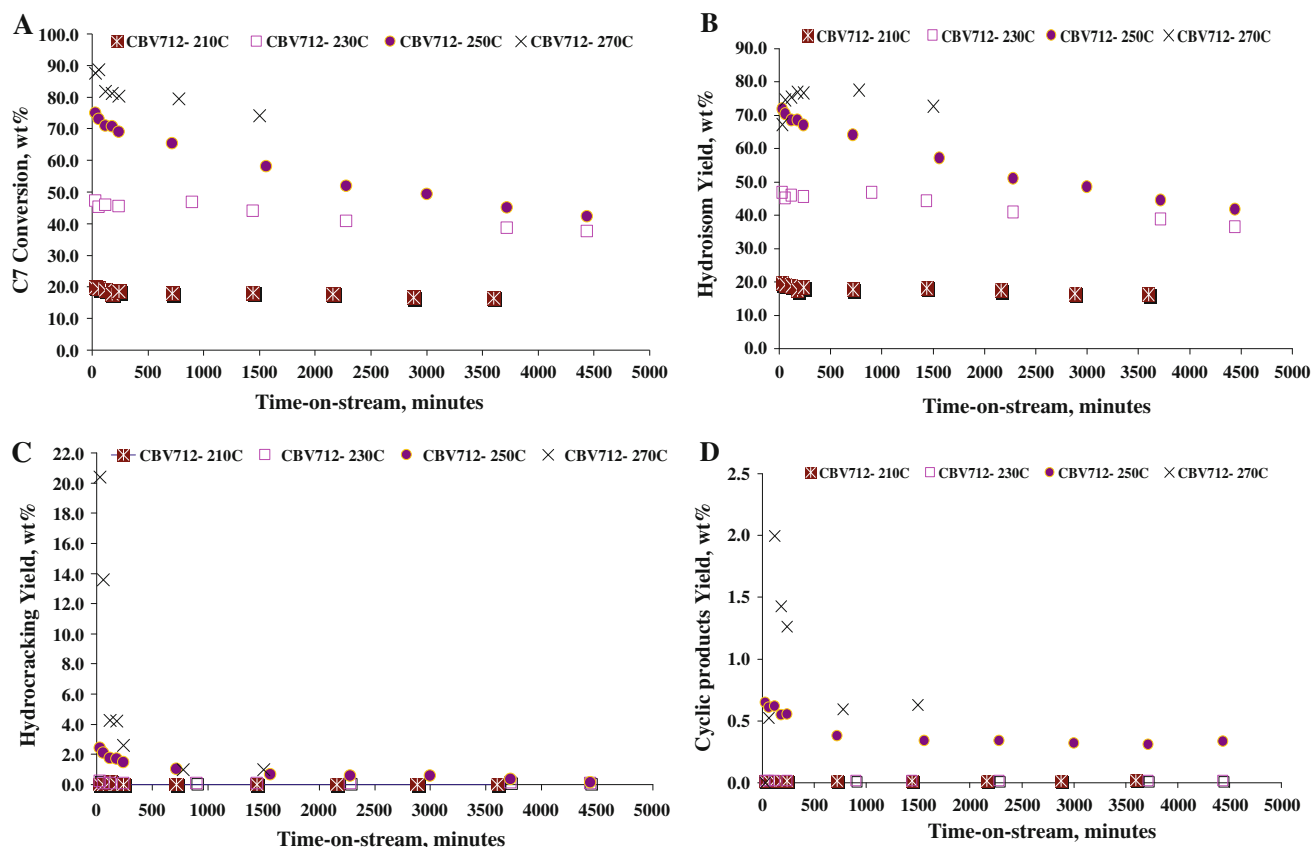 A
CBV712- 210C CBV712- 230C CBV712- 250C CBV712- 270C
100.0
90.0
80.0
70.0
60.0
50.0
40.0
30.0
20.0
10.0
0.0
C7 Conversion, wt%
0 500 1000 1500 2000 2500 3000 3500 4000 4500 5000
Time-on-stream, minutes
B
CBV712- 210C CBV712- 230C CBV712- 250C CBV712- 270C
90.0
80.0
70.0
60.0
50.0
40.0
30.0
20.0
10.0
0.0
Hydroisom Yield, wt%
0 500 1000 1500 2000 2500 3000 3500 4000 4500 5000
Time-on-stream, minutes
C
CBV712- 210C CBV712- 230C CBV712- 250C CBV712- 270C
22.0
20.0
18.0
16.0
14.0
12.0
10.0
8.0
6.0
4.0
2.0
0.0
Hydrocracking Yield, wt%
0 500 1000 1500 2000 2500 3000 3500 4000 4500 5000
Time-on-stream, minutes
D
CBV712- 210C CBV712- 230C CBV712- 250C CBV712- 270C
2.5
2.0
1.5
1.0
0.5
0.0
Cyclic products Yield, wt%
0 500 1000 1500 2000 2500 3000 3500 4000 4500 5000
Time-on-stream, minutes